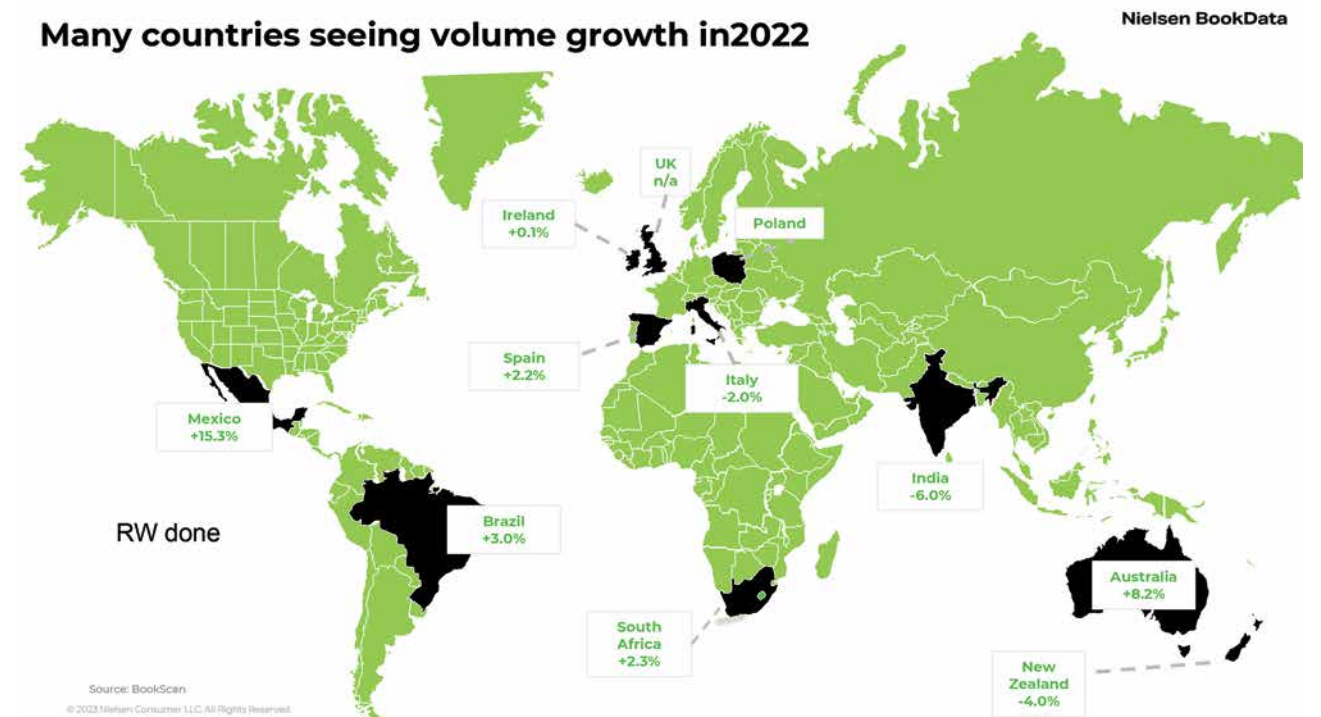 Many countries seeing volume growth in2022
Nielsen BookData
UK
n/a
Ireland
+0.1%
Poland
Spain
+2.2%
Italy
-2.0%
Mexico
+15.3%
India
-6.0%
Brazil
+3.0%
RW done
Australia
+8.2%
South
Africa
+2.3%
New
Zealand
-4.0%
Source: BookScan
© 2023 Nielsen Consumer LLC. All Rights Reserved.